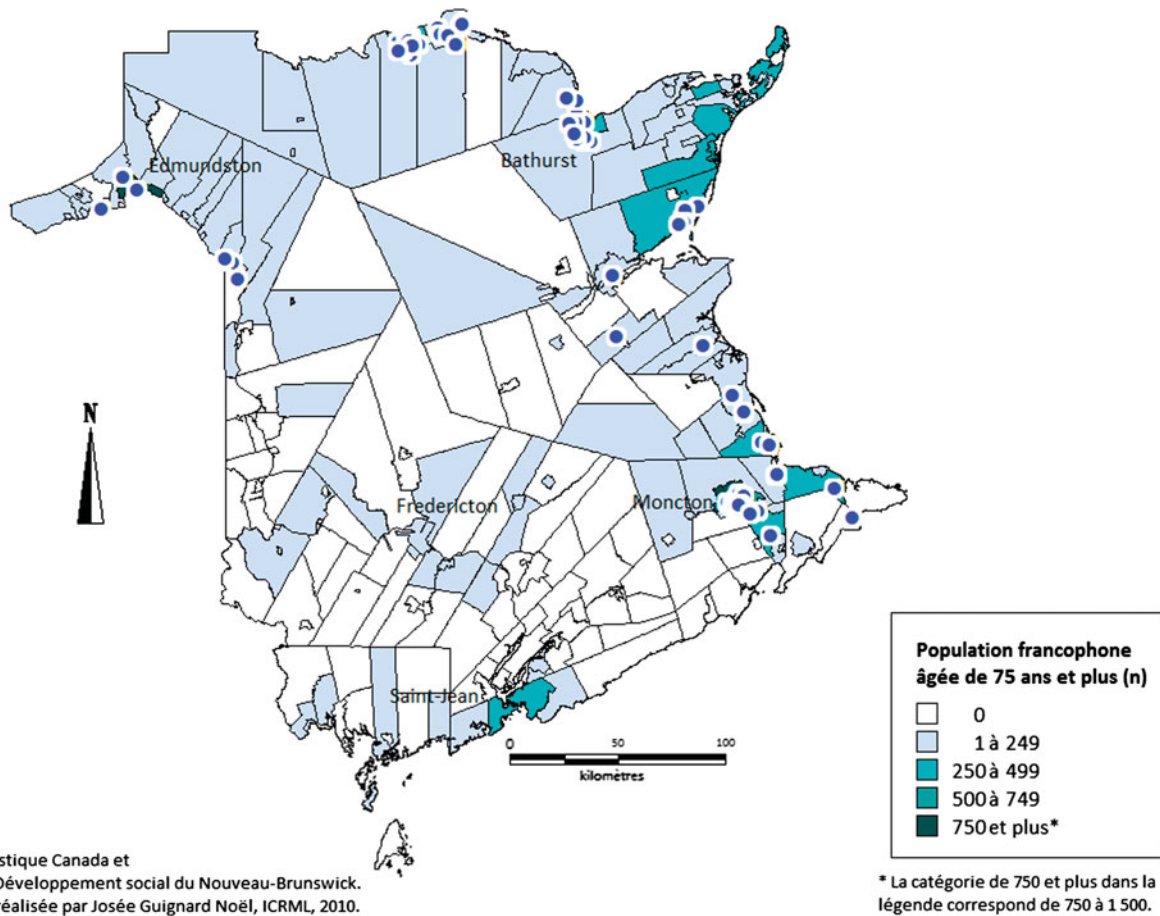 Edmundston
Bathurst
N
Fredericton
Moncton
Saint-Jean
0 50 100
kilomètres
Population francophone
âgée de 75 ans et plus (n)
0
1 à 249
250 à 499
500 à 749
750 et plus*
stique Canada et
Développement social du Nouveau-Brunswick.
réalisée par Josée Guignard Noël, ICRML, 2010.
* La catégorie de 750 et plus dans la
légende correspond de 750 à 1 500.